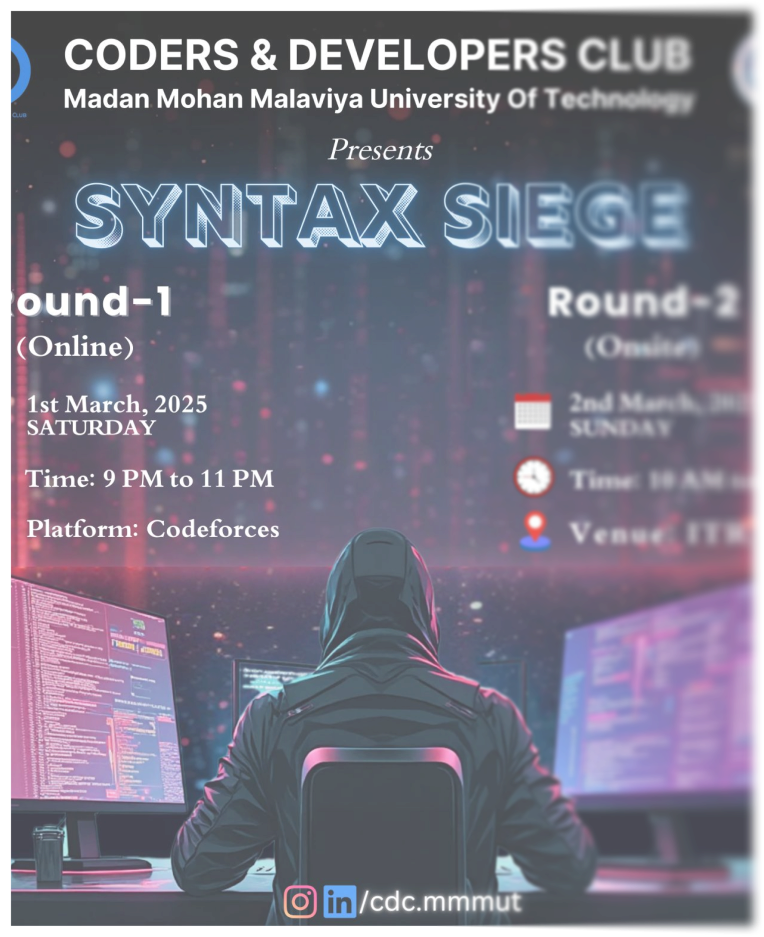 CODERS & DEVELOPERS CLUB
Madan Mohan Malaviya University Of Technology
Presents
SYNTAX SIEGE
Round-1
(Online)
1st March, 2025
SATURDAY
Time: 9 PM to 11 PM
Platform: Codeforces
Round-2
(Onsite)
2nd March,
SUNDAY
Time: 10 AM
Venue:
in/cdc.mmmut